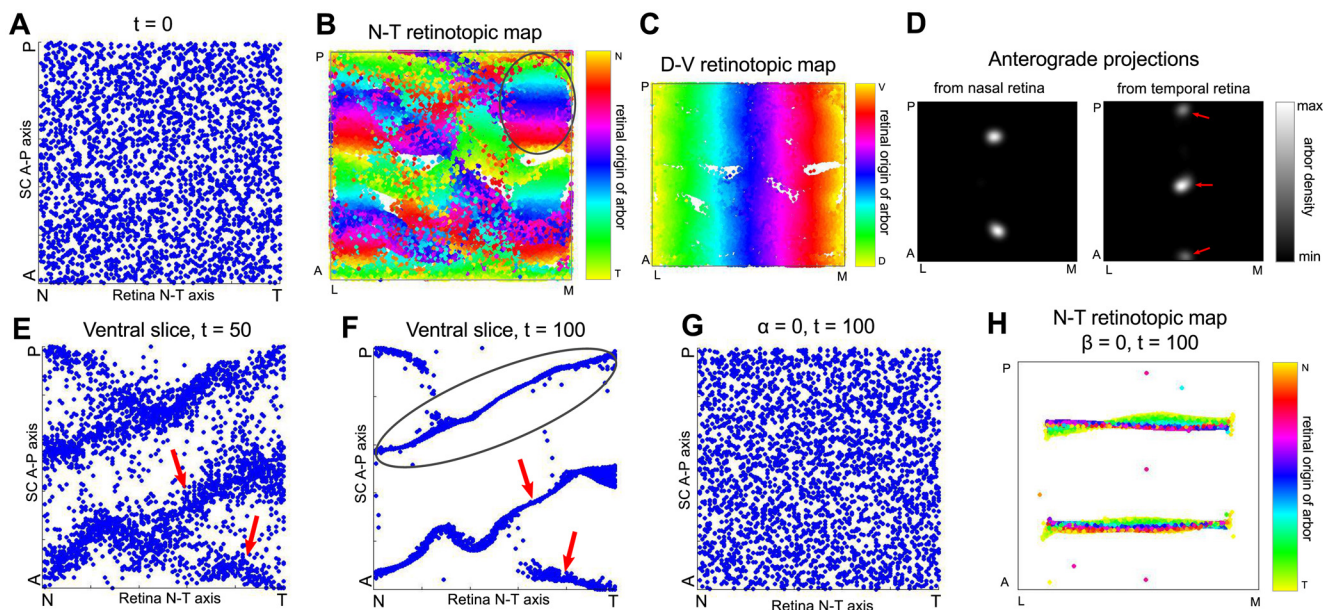 A
t = 0
P
SC A-P axis
A
N
Retina N-T axis
T
B
N-T retinotopic map
P
A
L
M
N
retinal origin of arbor
T
C
D-V retinotopic map
P
A
L
M
V
retinal origin of arbor
D
D
Anterograde projections
from nasal retina
from temporal retina
P
A
L
M
P
A
L
M
max
arbor density
min
E
Ventral slice, t = 50
P
SC A-P axis
A
N
Retina N-T axis
T
F
Ventral slice, t = 100
P
SC A-P axis
A
N
Retina N-T axis
T
G
α = 0, t = 100
P
SC A-P axis
A
N
Retina N-T axis
T
H
N-T retinotopic map
β = 0, t = 100
P
A
L
M
N
retinal origin of arbor
T